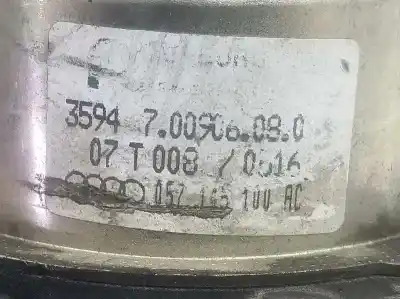 3594 7.00906.08.0
07 T 008 / 0616
057 145 100 AC